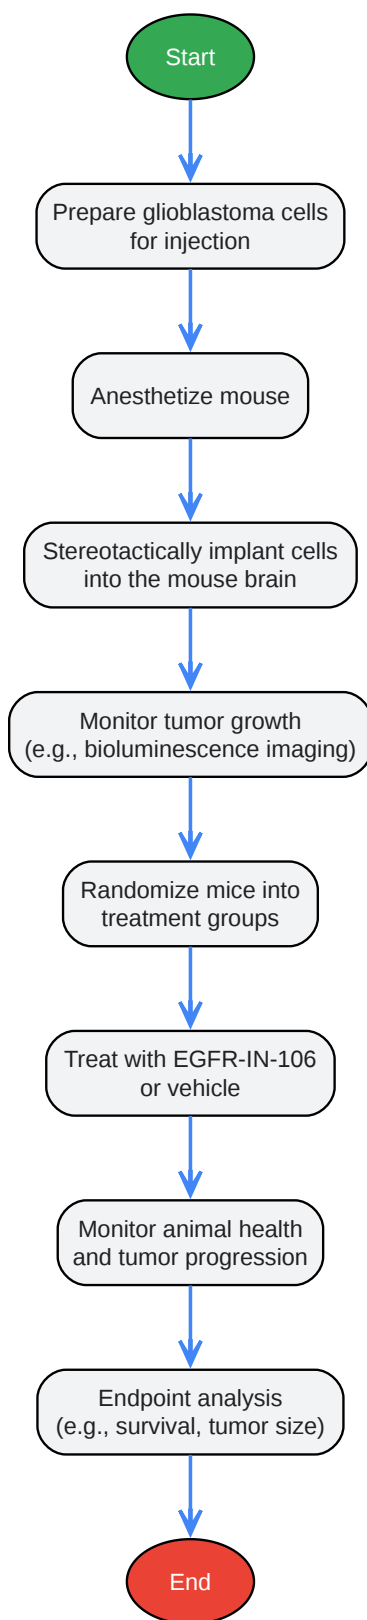 Start
Prepare glioblastoma cells
for injection
Anesthetize mouse
Stereotactically implant cells
into the mouse brain
Monitor tumor growth
(e.g., bioluminescence imaging)
Randomize mice into
treatment groups
Treat with EGFR-IN-106
or vehicle
Monitor animal health
and tumor progression
Endpoint analysis
(e.g., survival, tumor size)
End